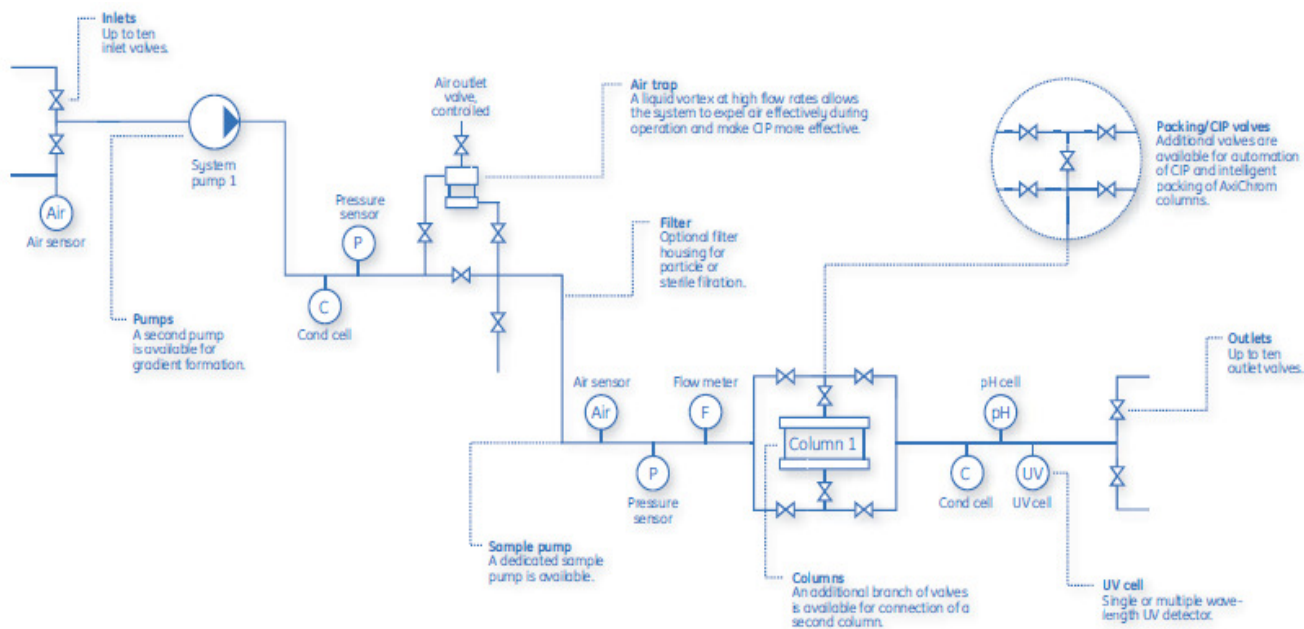 Inlets
Up to ten
inlet valves.
Air outlet
valve,
controlled
Air trap
A liquid vortex at high flow rates allows
the system to expel air effectively during
operation and make CIP more effective.
Packing/CIP valves
Additional valves are
available for automation
of CIP and intelligent
packing of AxiChrom
columns.
System
pump 1
Air
Air sensor
Pressure
sensor
P
Filter
Optional filter
housing for
particle or
sterile filtration.
C
Cond cell
Pumps
A second pump
is available for
gradient formation.
Outlets
Up to ten
outlet valves.
Air sensor
Air
Flow meter
F
pH cell
pH
Column 1
P
Pressure
sensor
C
Cond cell
UV
UV cell
Sample pump
A dedicated sample
pump is available.
Columns
An additional branch of valves
is available for connection of a
second column.
UV cell
Single or multiple wave-
length UV detector.